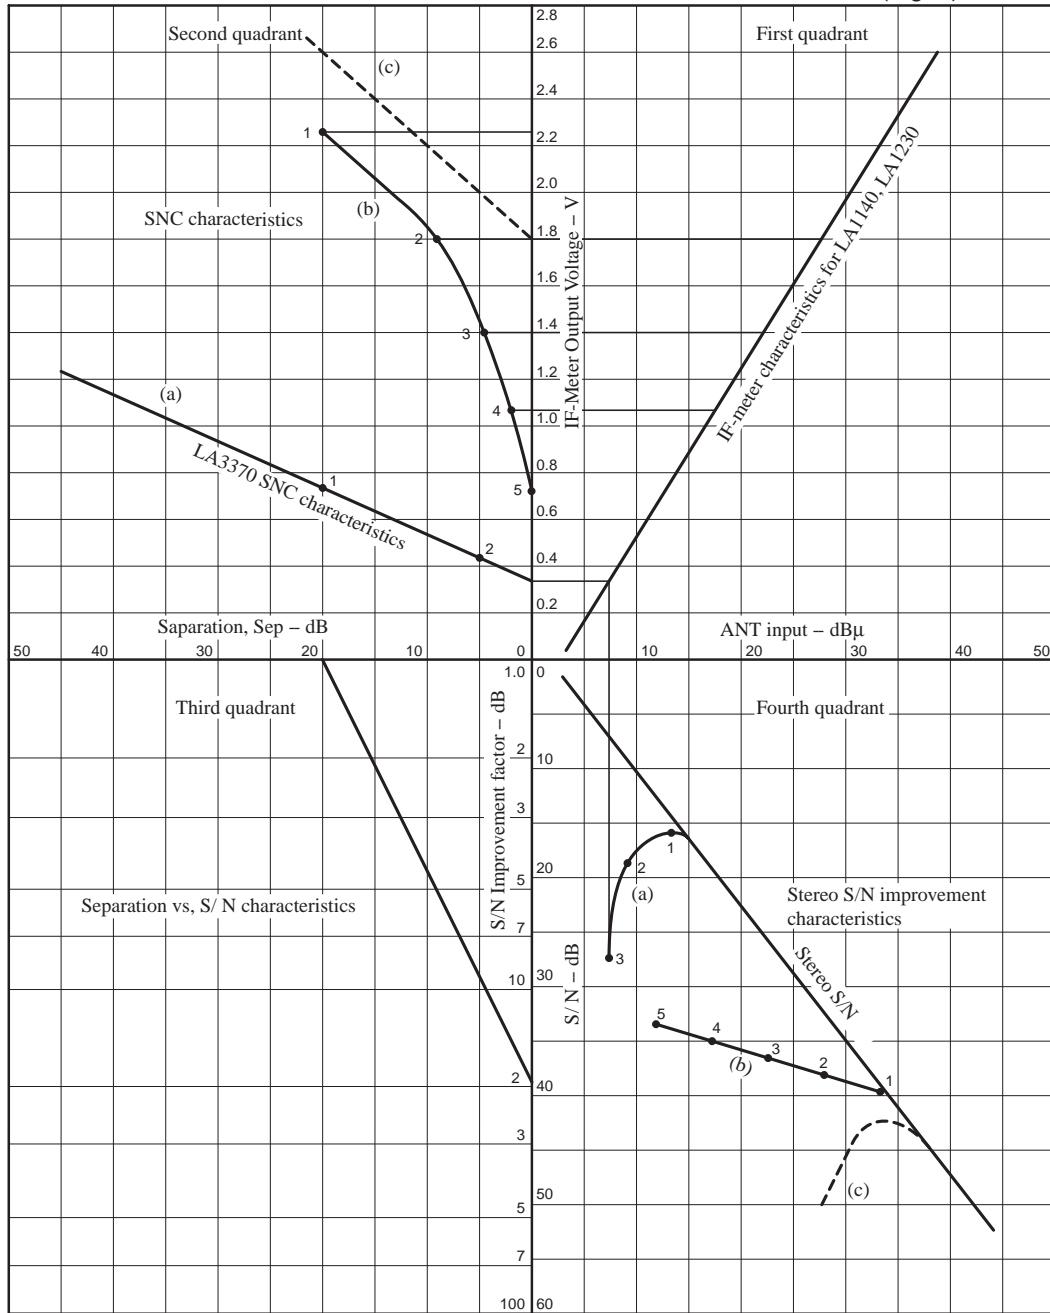 2.8
Second quadrant
First quadrant
2.6
(c)
2.4
1
2.2
2.0
(b)
SNC characteristics
2
1.8
1.6
3
1.4
IF-Meter Output Voltage – V
IF-meter characteristics for LA1140, LA1230
1.2
(a)
4
1.0
LA3370 SNC characteristics
1
0.8
5
0.6
2
0.4
0.2
Saparation, Sep – dB
ANT input – dBμ
50
40
30
20
10
0
10
20
30
40
50
1.0
0
Third quadrant
Fourth quadrant
S/N Improvement factor – dB
2
10
3
1
5
20
2
(a)
Separation vs, S/ N characteristics
Stereo S/N improvement
characteristics
7
3
S/ N – dB
Stereo S/N
10
30
5
4
3
2
1
(b)
2
40
3
(c)
50
5
7
100
60